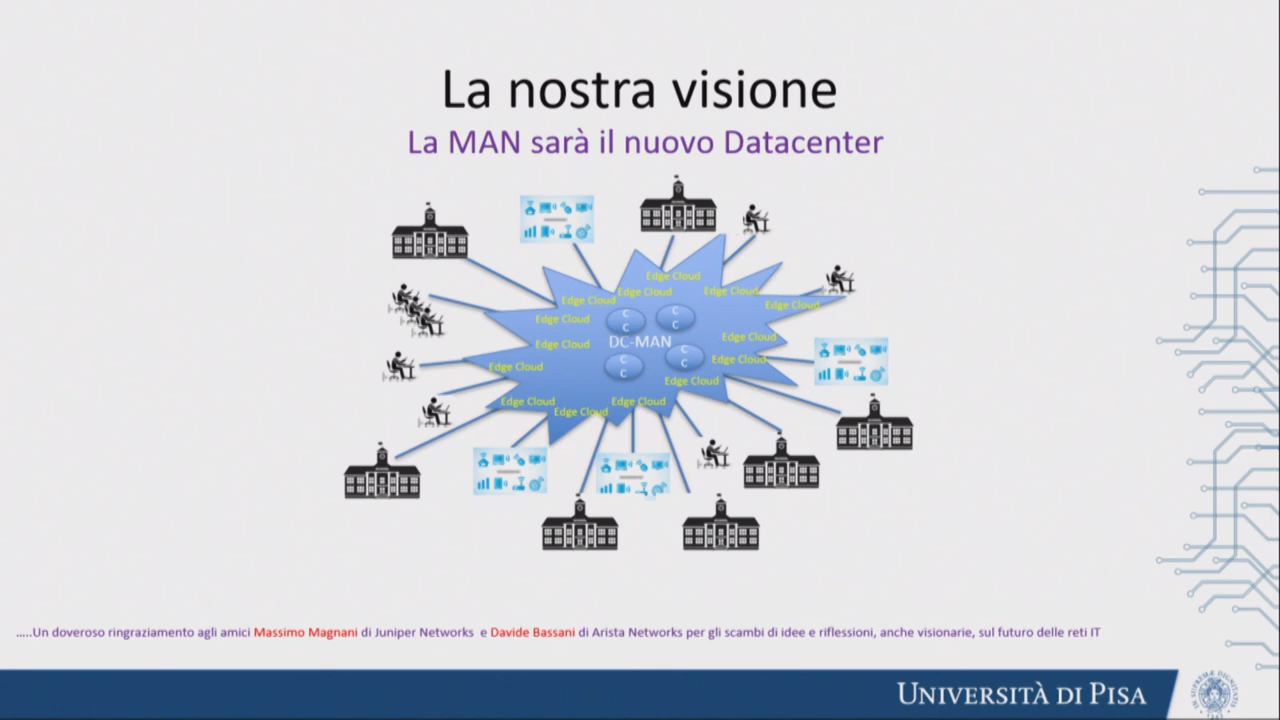 La nostra visione
La MAN sarà il nuovo Datacenter
Edge Cloud
Edge Cloud
Edge Cloud
Edge Cloud
Edge Cloud
Edge Cloud
C
C
C
C
Edge Cloud
DC-MAN
Edge Cloud
C
C
C
C
Edge Cloud
Edge Cloud
Edge Cloud
Edge Cloud
Edge Cloud
Edge Cloud
…..Un doveroso ringraziamento agli amici Massimo Magnani di Juniper Networks e Davide Bassani di Arista Networks per gli scambi di idee e riflessioni, anche visionarie, sul futuro delle reti IT
UNIVERSITÀ DI PISA